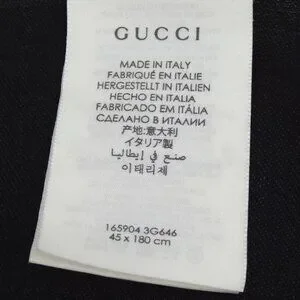 GUCCI
MADE IN ITALY
FABRIQUÉ EN ITALIE
HERGESTELLT IN ITALIEN
HECHO EN ITALIA
FABRICADO EM ITÁLIA
СДЕЛАНО В ИТАЛИИ
产地:意大利
イタリア製
صنع في إيطاليا
이태리제
165904 3G646
45 x 180 cm